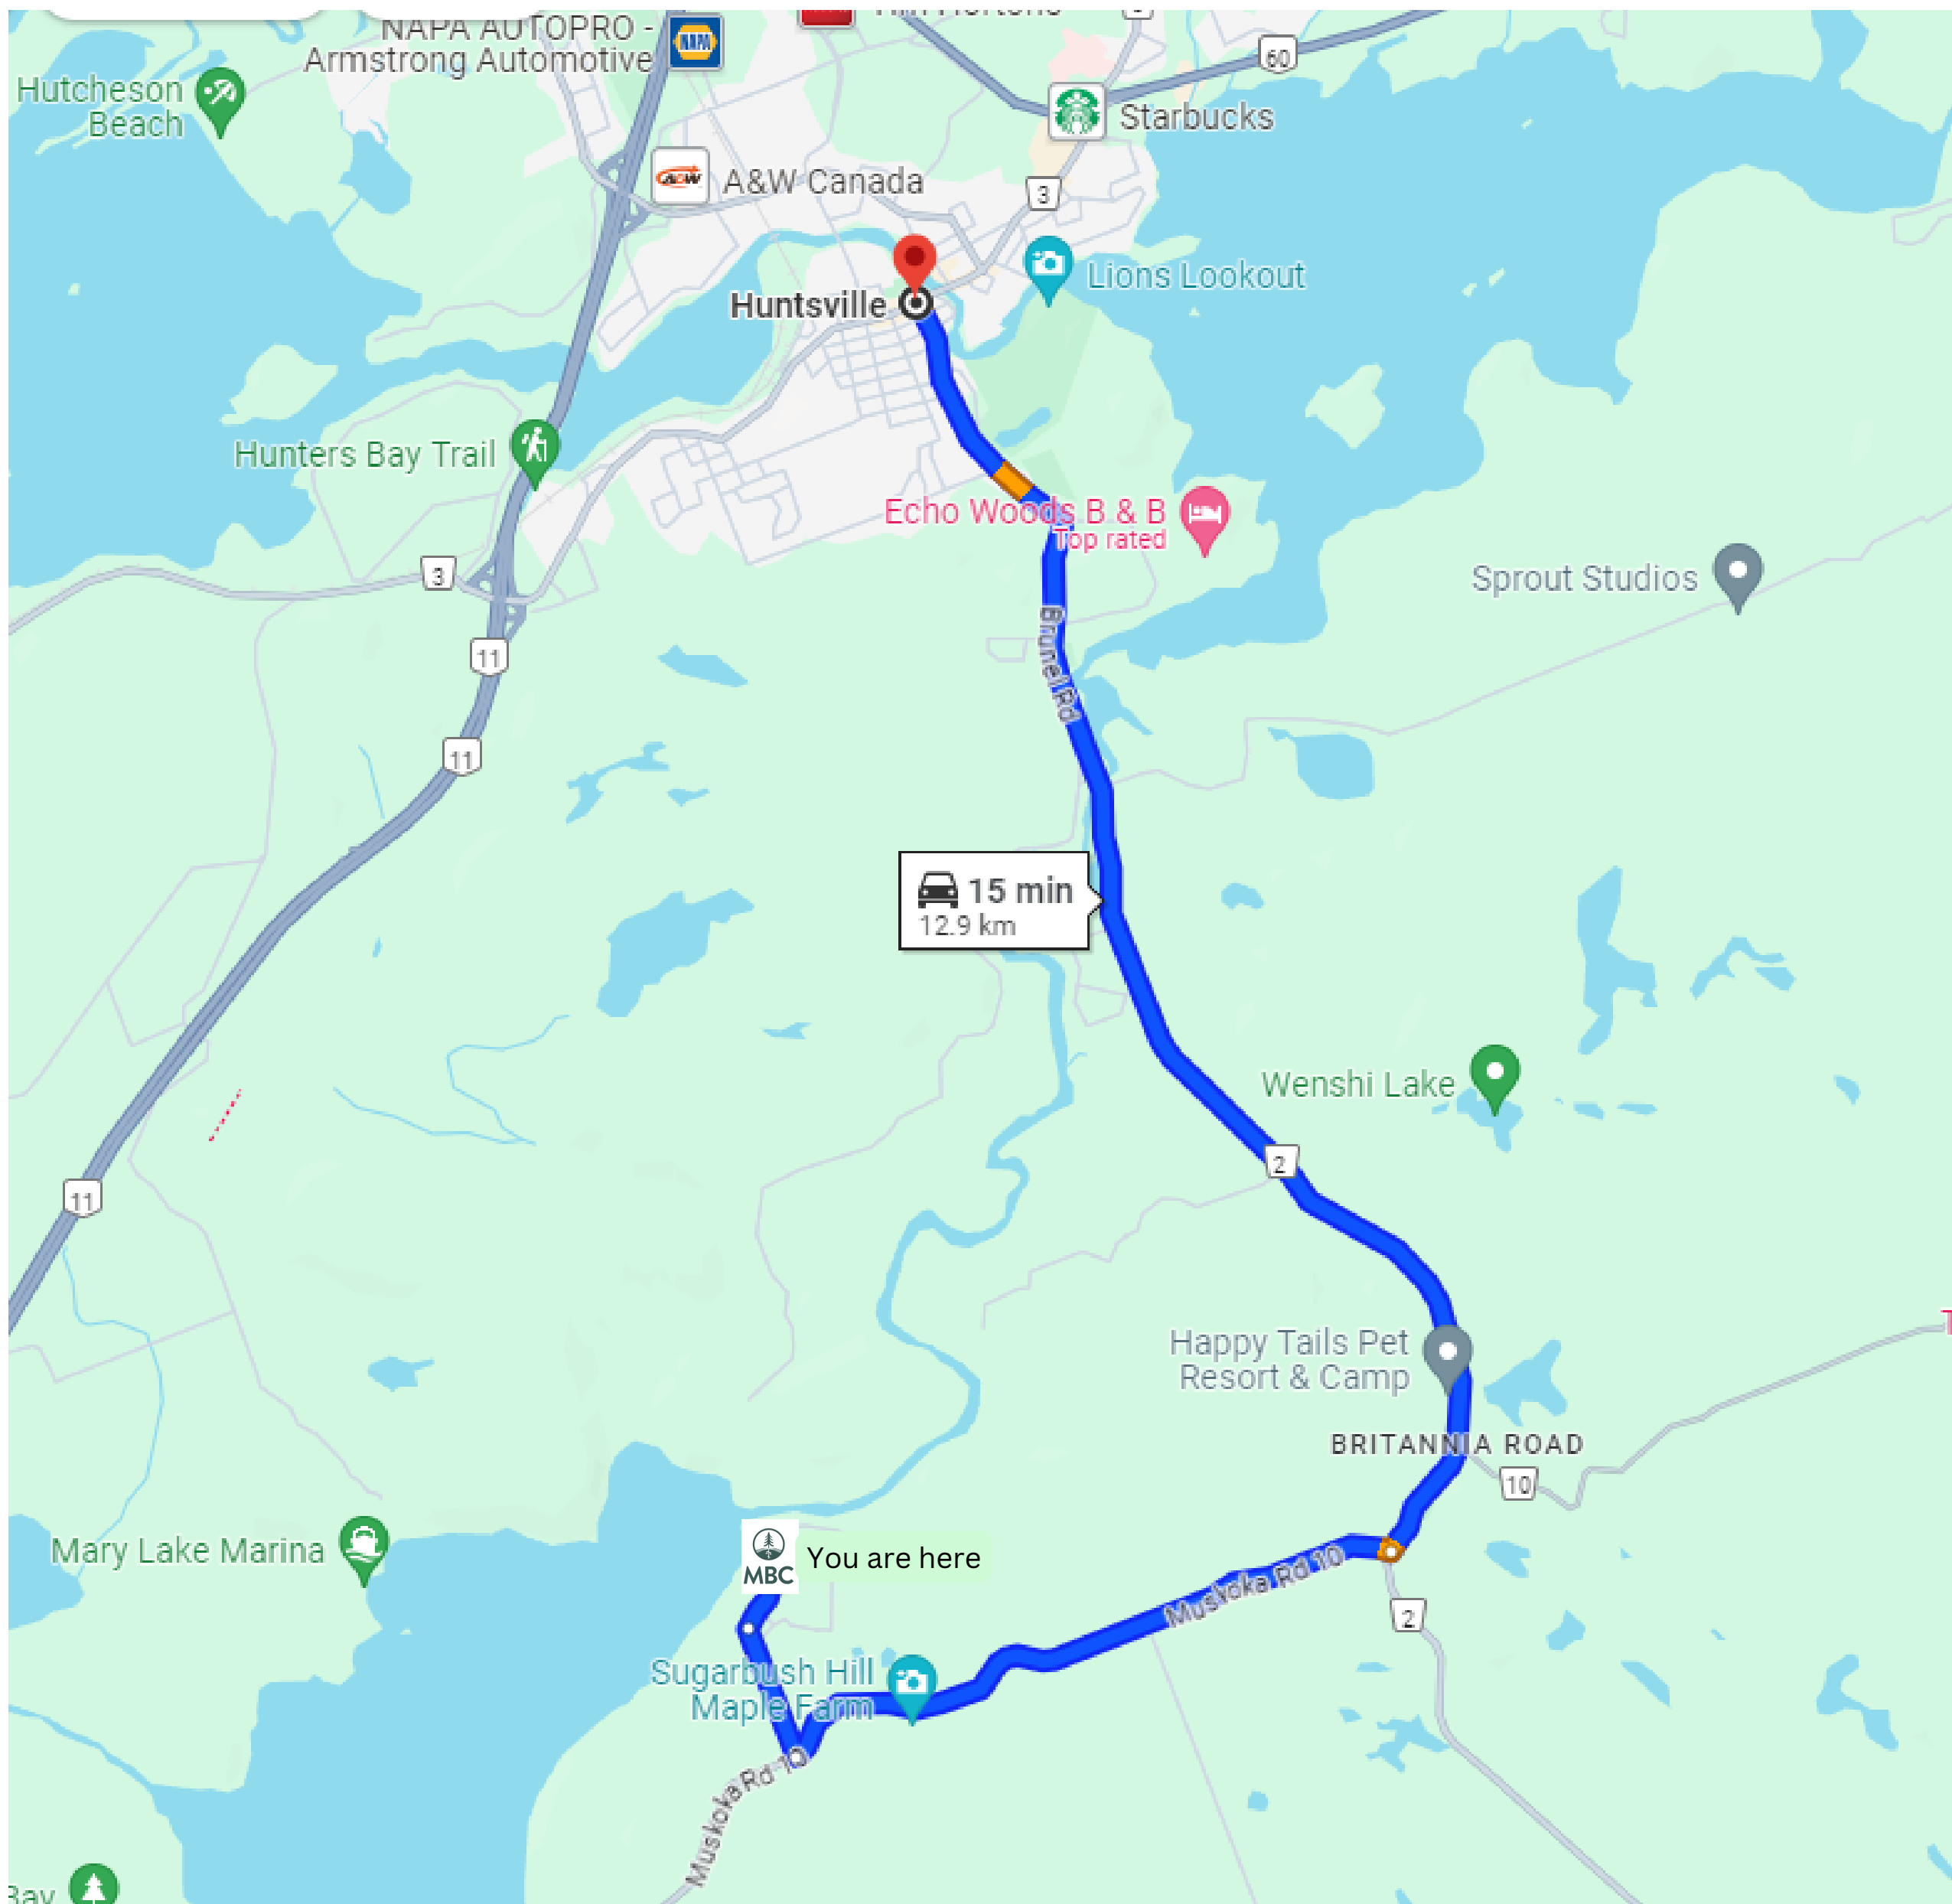 NAPA AUTOPRO -
Armstrong Automotive
NAPA
60
Hutcheson
Beach
Starbucks
A&W
A&W Canada
3
Lions Lookout
Huntsville
Hunters Bay Trail
Echo Woods B & B
Top rated
3
Sprout Studios
11
Brunel Rd
11
15 min
12.9 km
Wenshi Lake
2
11
Happy Tails Pet
Resort & Camp
BRITANNIA ROAD
10
Mary Lake Marina
MBC
You are here
Muskoka Rd 10
2
Sugarbush Hill
Maple Farm
Muskoka Rd 10
Bay